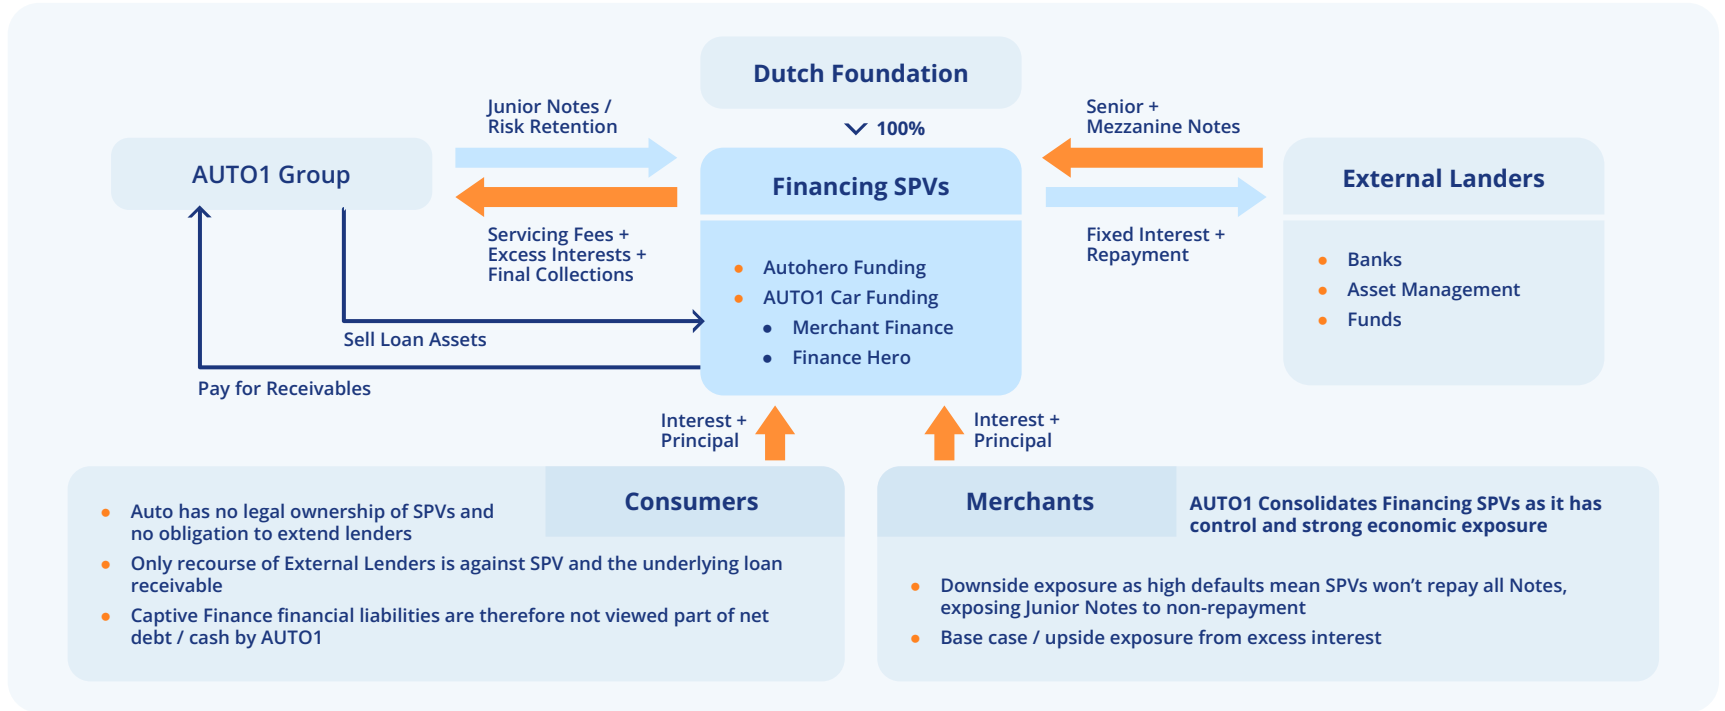 Dutch Foundation
100%
Junior Notes /
Risk Retention
AUTO1 Group
Servicing Fees +
Excess Interests +
Final Collections
Sell Loan Assets
Pay for Receivables
Financing SPVs
• Autohero Funding
• AUTO1 Car Funding
• Merchant Finance
• Finance Hero
Senior +
Mezzanine Notes
Fixed Interest +
Repayment
External Landers
• Banks
• Asset Management
• Funds
Interest +
Principal
Interest +
Principal
Consumers
• Auto has no legal ownership of SPVs and
no obligation to extend lenders
• Only recourse of External Lenders is against SPV and the underlying loan
receivable
• Captive Finance financial liabilities are therefore not viewed part of net
debt / cash by AUTO1
Merchants
AUTO1 Consolidates Financing SPVs as it has
control and strong economic exposure
• Downside exposure as high defaults mean SPVs won’t repay all Notes,
exposing Junior Notes to non-repayment
• Base case / upside exposure from excess interest